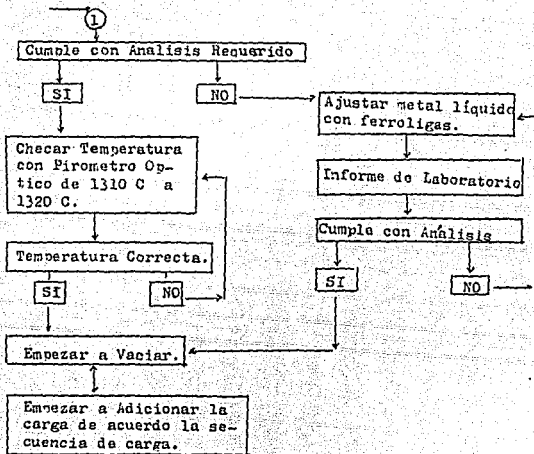 1
Cumple con Analisis Requerido
SI
NO
Ajustar metal líquido
con ferroligas.
Checar Temperatura
con Pirometro Op-
tico de 1310 C a
1320 C.
Informe de Laboratorio
Cumple con Análisis
Temperatura Correcta.
SI
NO
SI
NO
Empezar a Vaciar.
Empezar a Adicionar la
carga de acuerdo la se-
cuencia de carga.